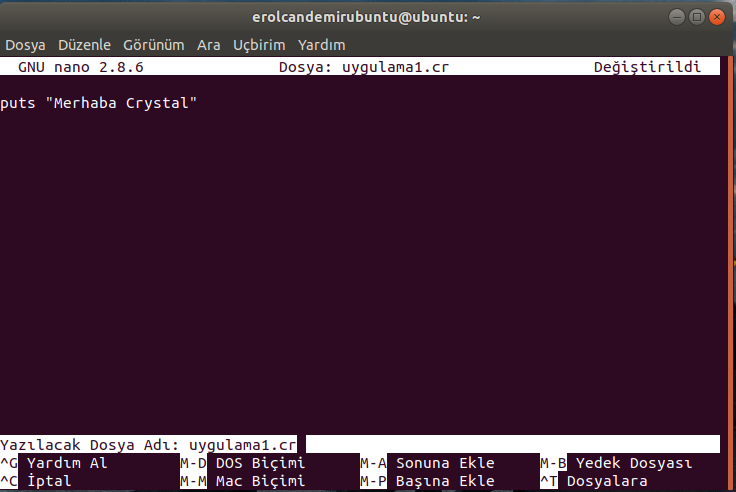 erolcandemirubuntu@ubuntu: ~
Dosya Düzenle Görünüm Ara Uçbirim Yardım
GNU nano 2.8.6 Dosya: uygulama1.cr Değiştirildi
puts "Merhaba Crystal"
Yazılacak Dosya Adı: uygulama1.cr
^G Yardım Al M-D DOS Biçimi M-A Sonuna Ekle M-B Yedek Dosyası
^C İptal M-M Mac Biçimi M-P Başına Ekle ^T Dosyalara